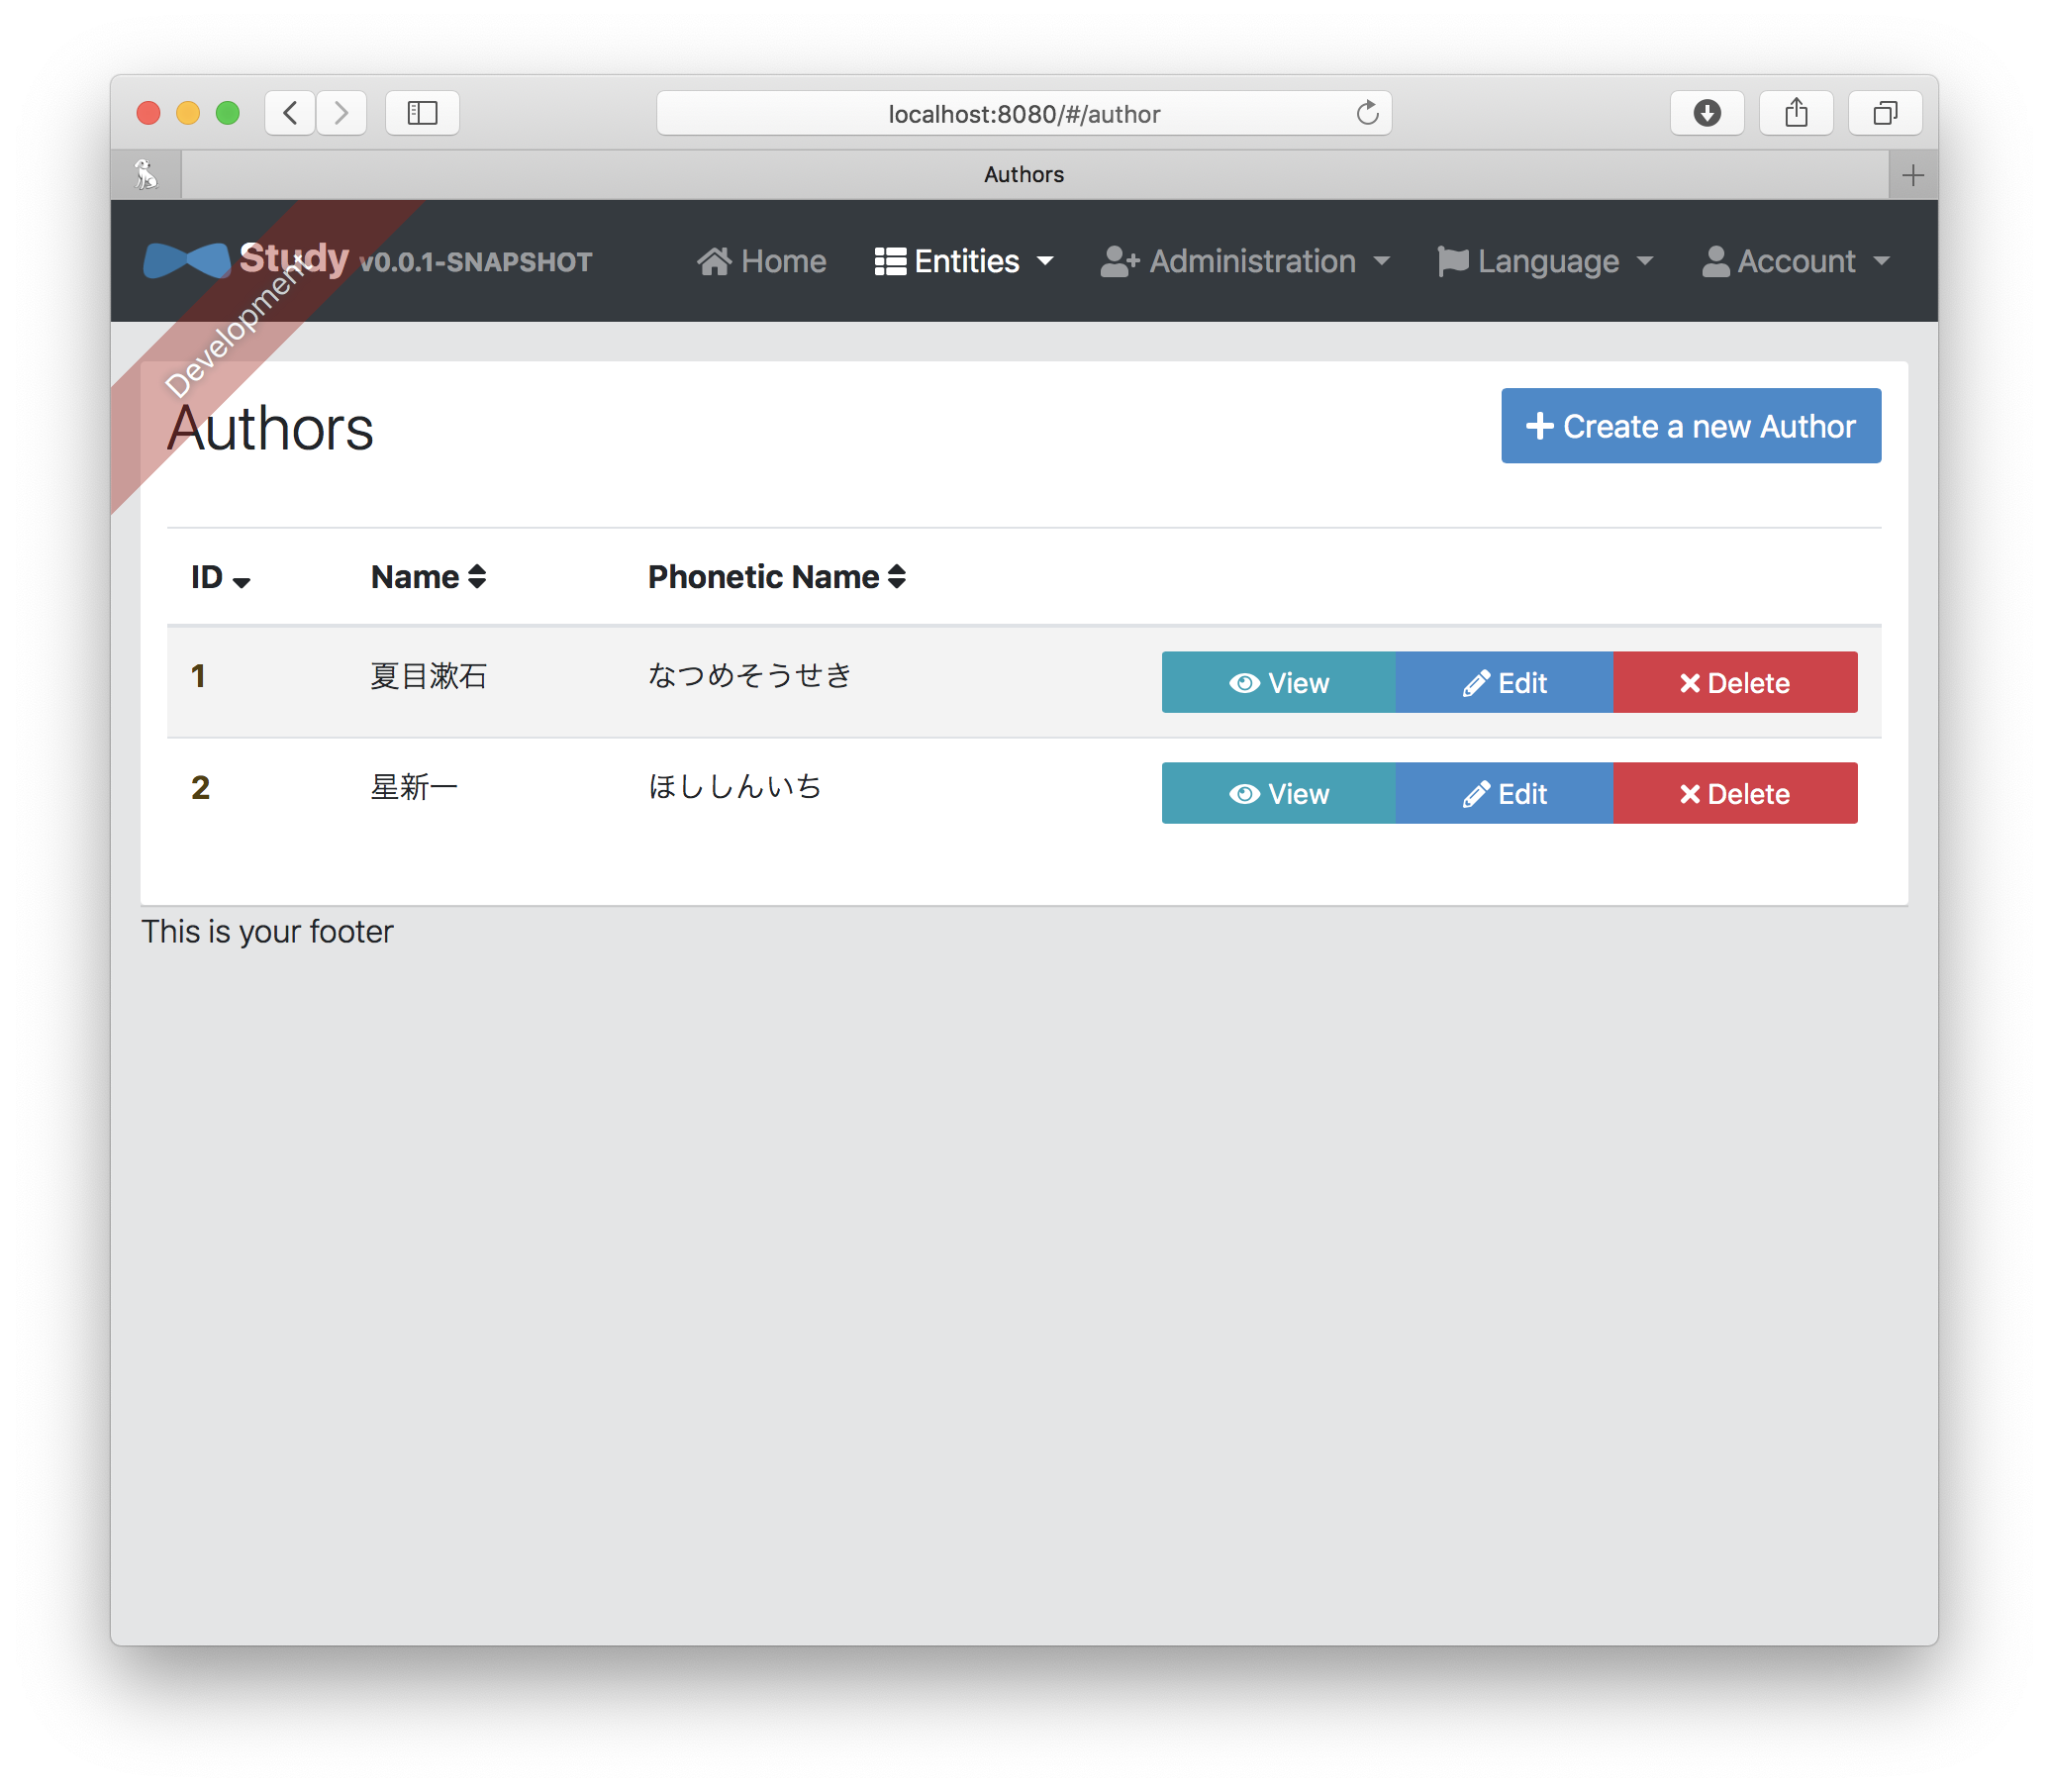 localhost:8080/#/author
Authors
Study v0.0.1-SNAPSHOT Home Entities Administration Language Account
Development
Authors
Create a new Author
ID Name Phonetic Name
1 夏目漱石 なつめそうせき View Edit Delete
2 星新一 ほししんいち View Edit Delete
This is your footer